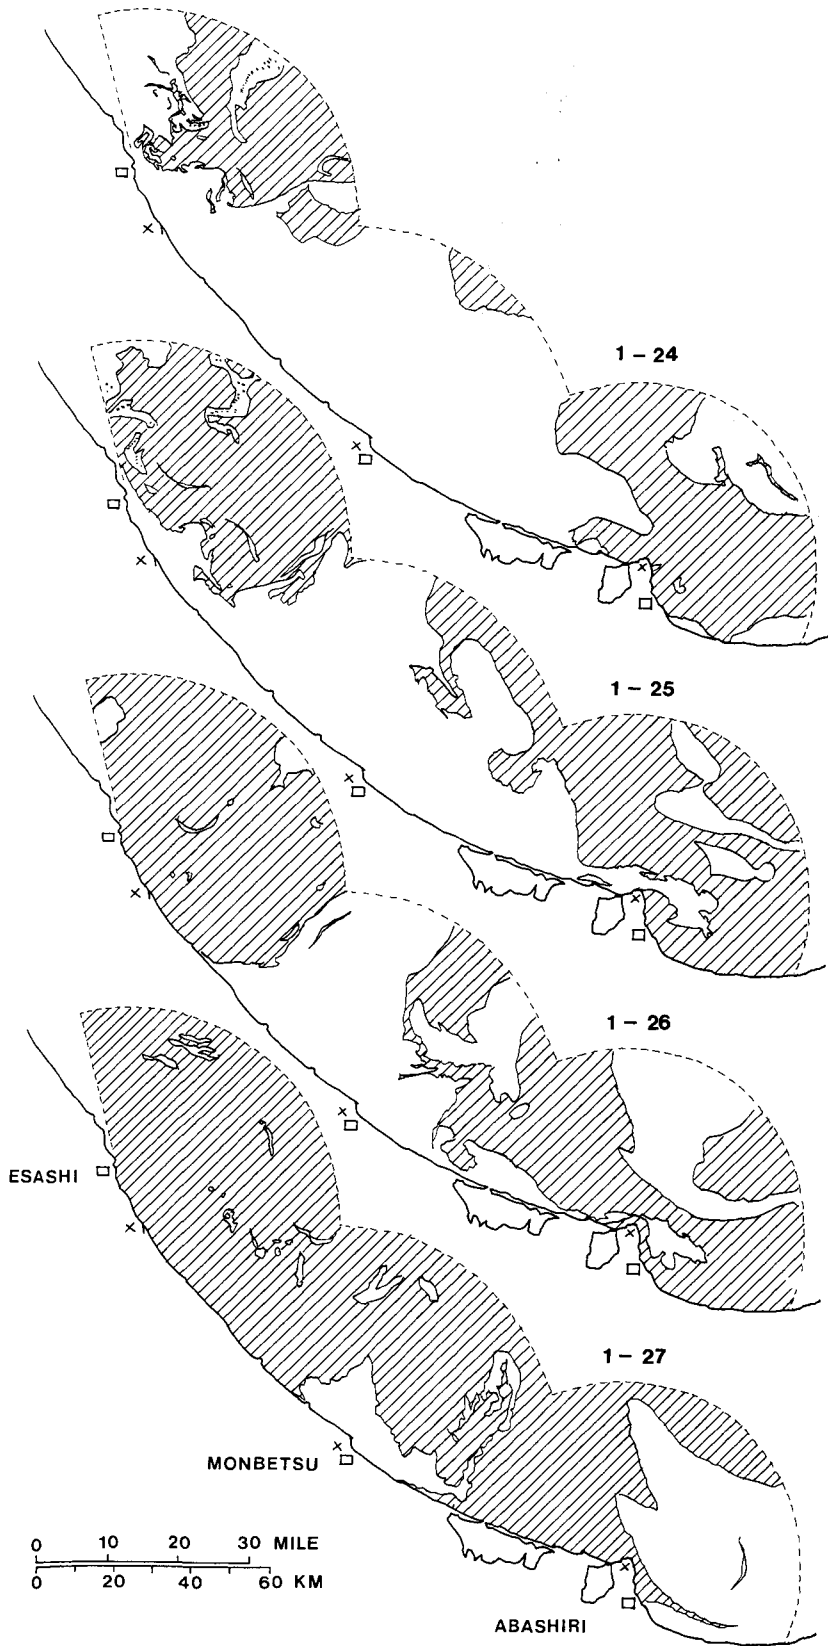 1 – 24
1 – 25
1 – 26
ESASHI
1 – 27
MONBETSU
0 10 20 30 MILE
0 20 40 60 KM
ABASHIRI